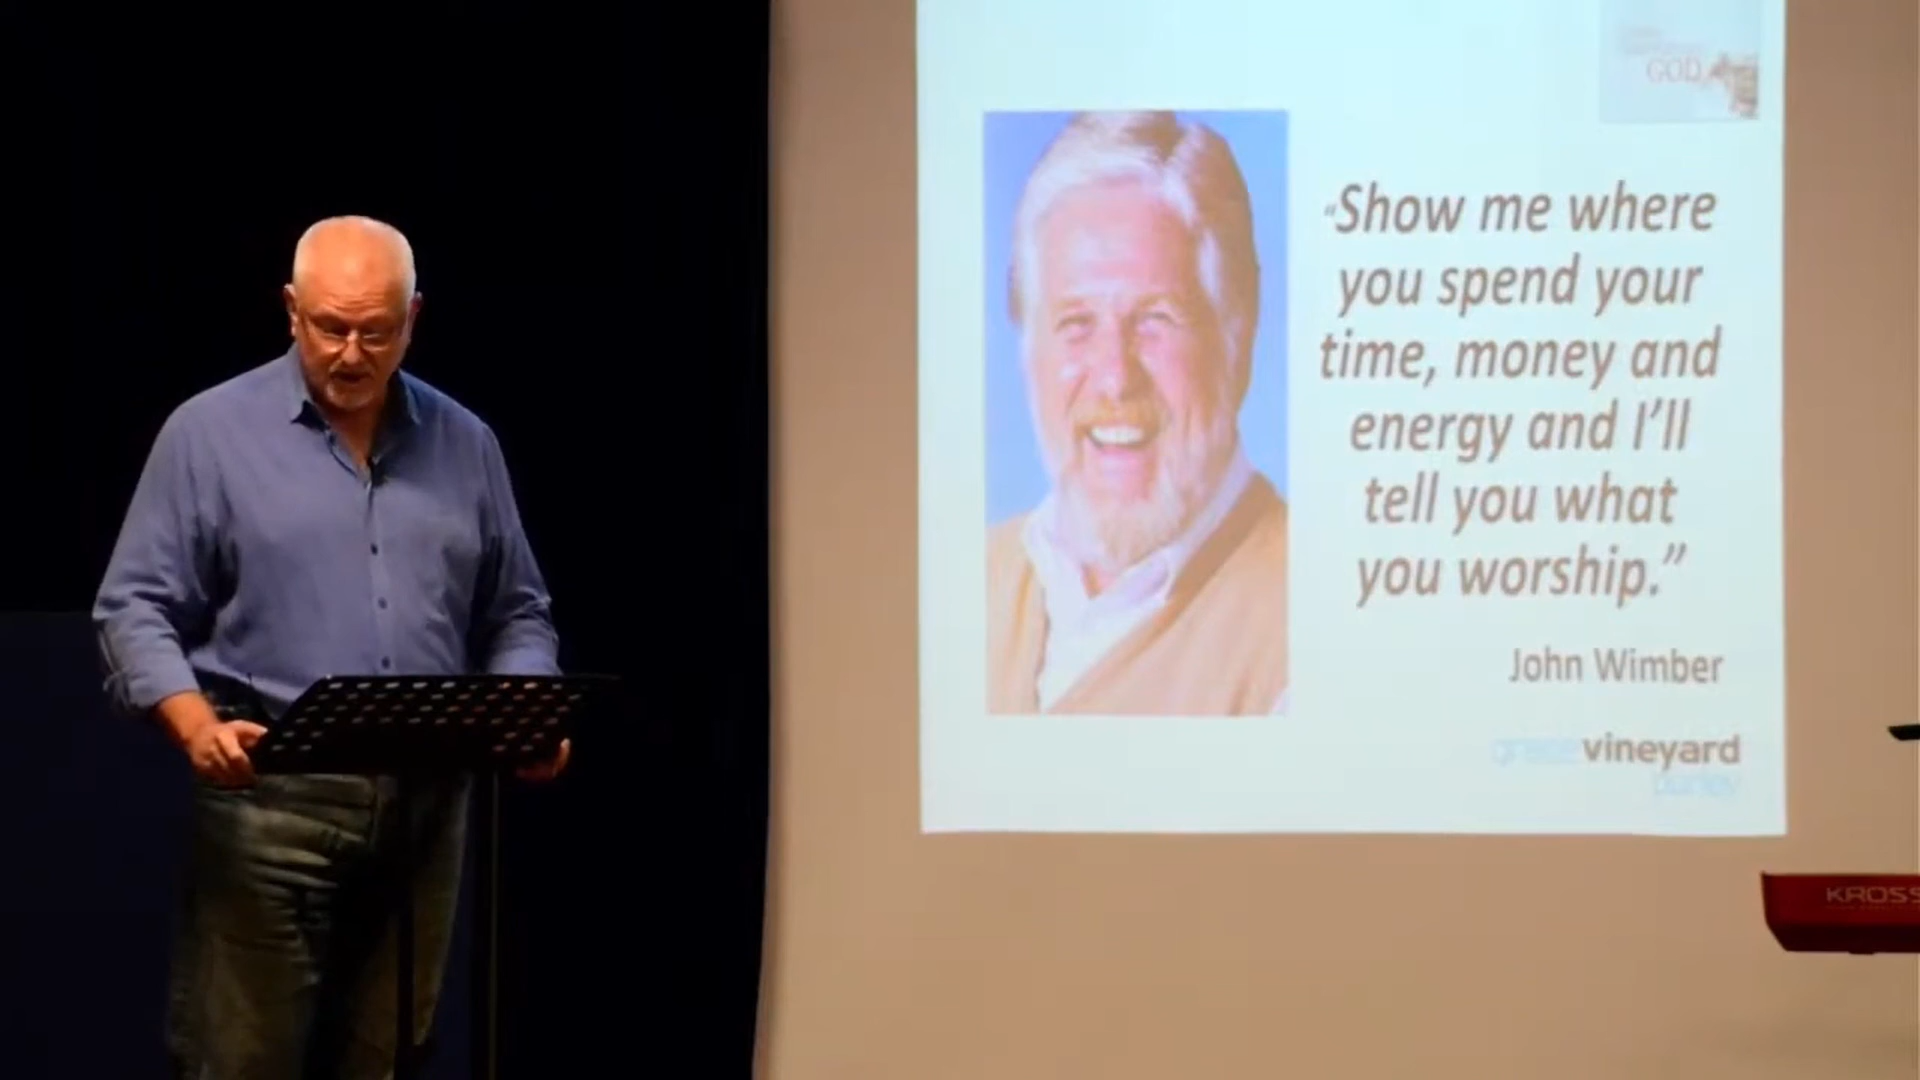 GOD
“Show me where
you spend your
time, money and
energy and I’ll
tell you what
you worship.”
John Wimber
vineyard
burley
KROSS